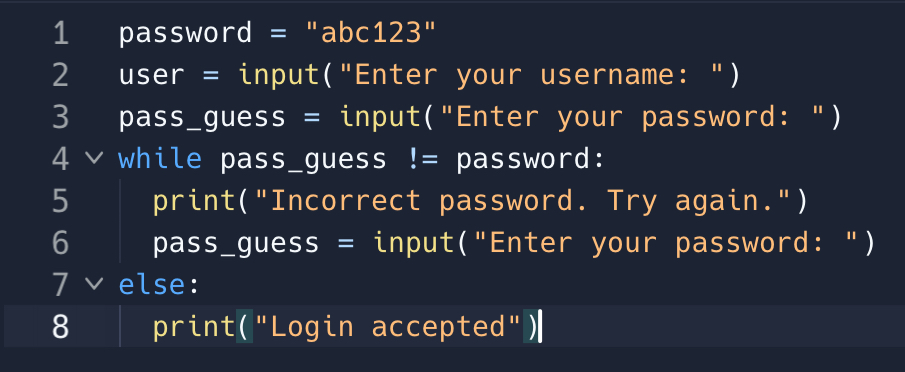 1 password = "abc123"
2 user = input("Enter your username: ")
3 pass_guess = input("Enter your password: ")
4 while pass_guess != password:
5   print("Incorrect password. Try again.")
6   pass_guess = input("Enter your password: ")
7 else:
8   print("Login accepted")